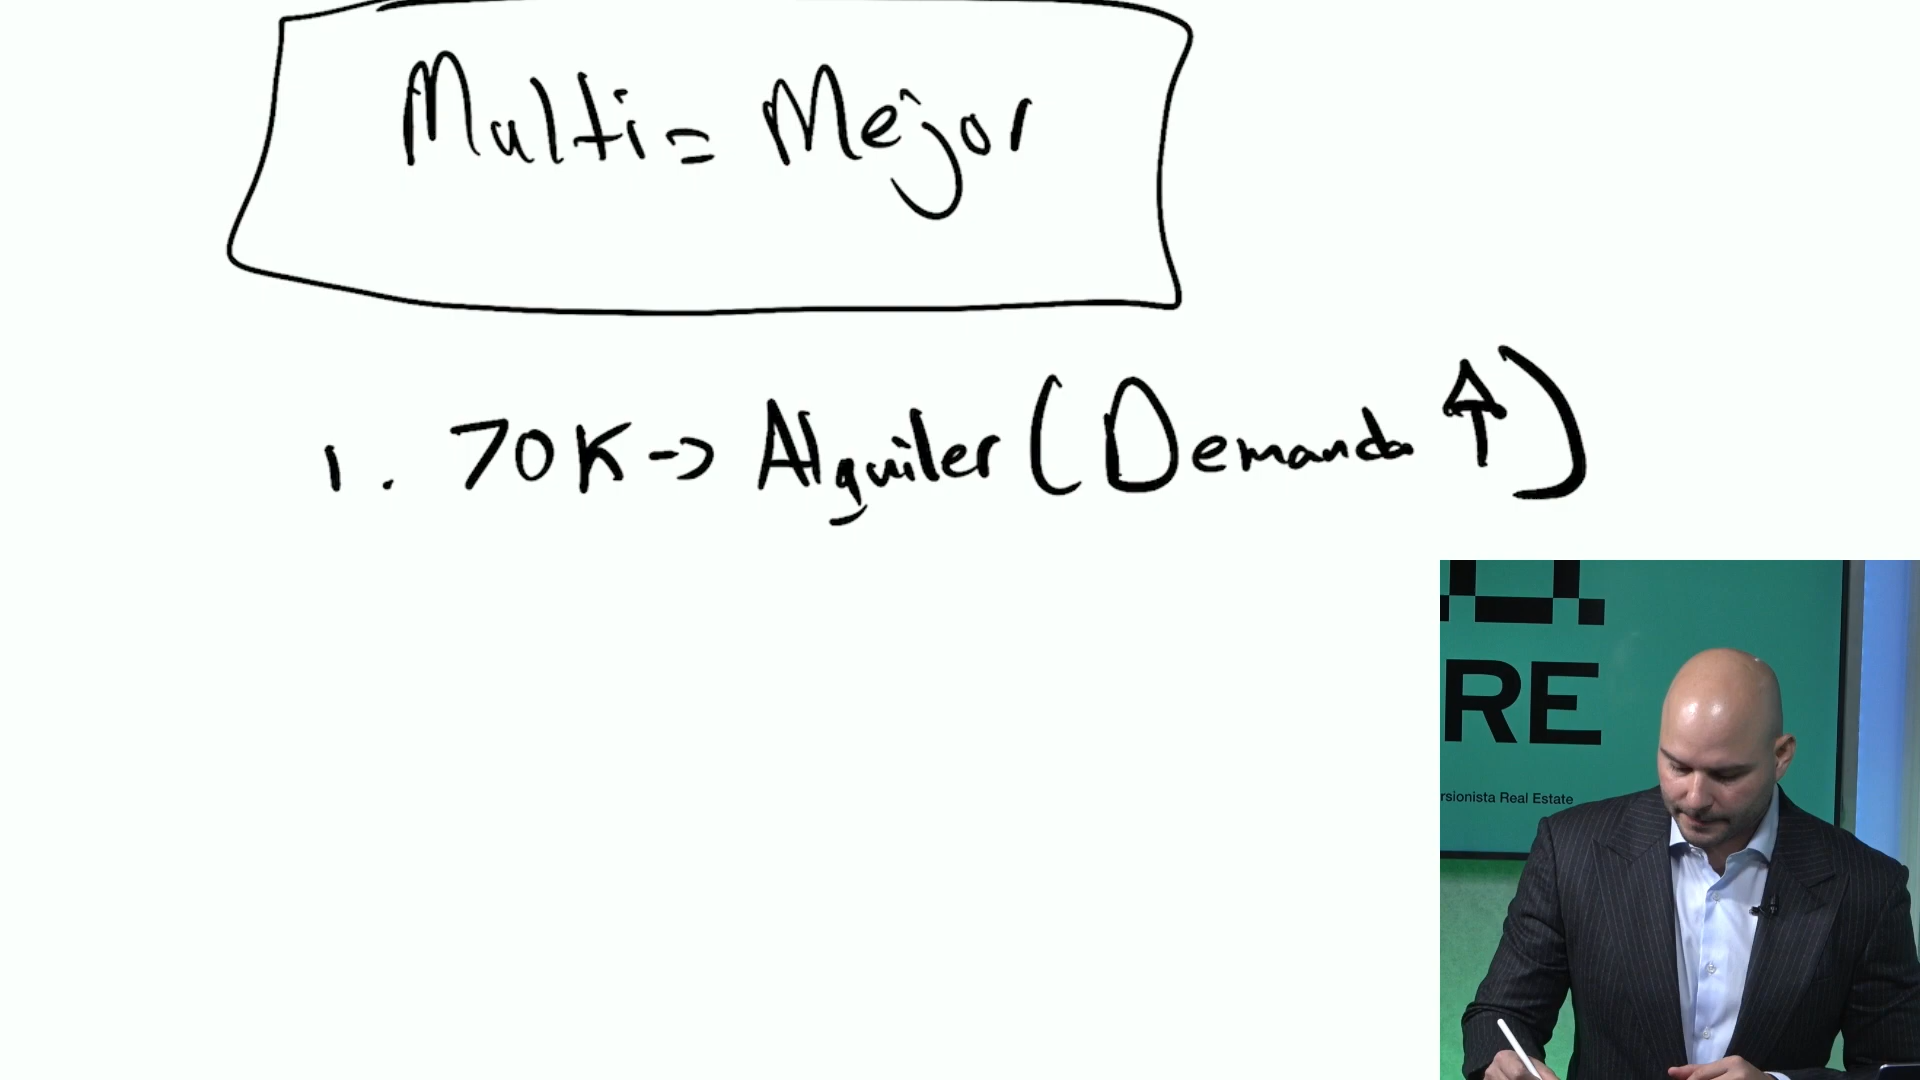 Multi = Mejor
1. 70K -> Alquiler (Demanda ↑)
RE
rsionista Real Estate